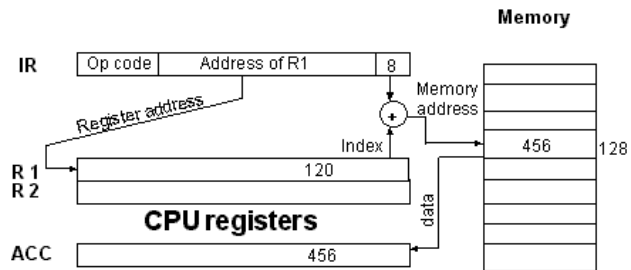 Memory
IR
Op code
Address of R1
8
Register address
Memory
address
+
Index
R 1
120
456
128
R 2
CPU registers
data
ACC
456